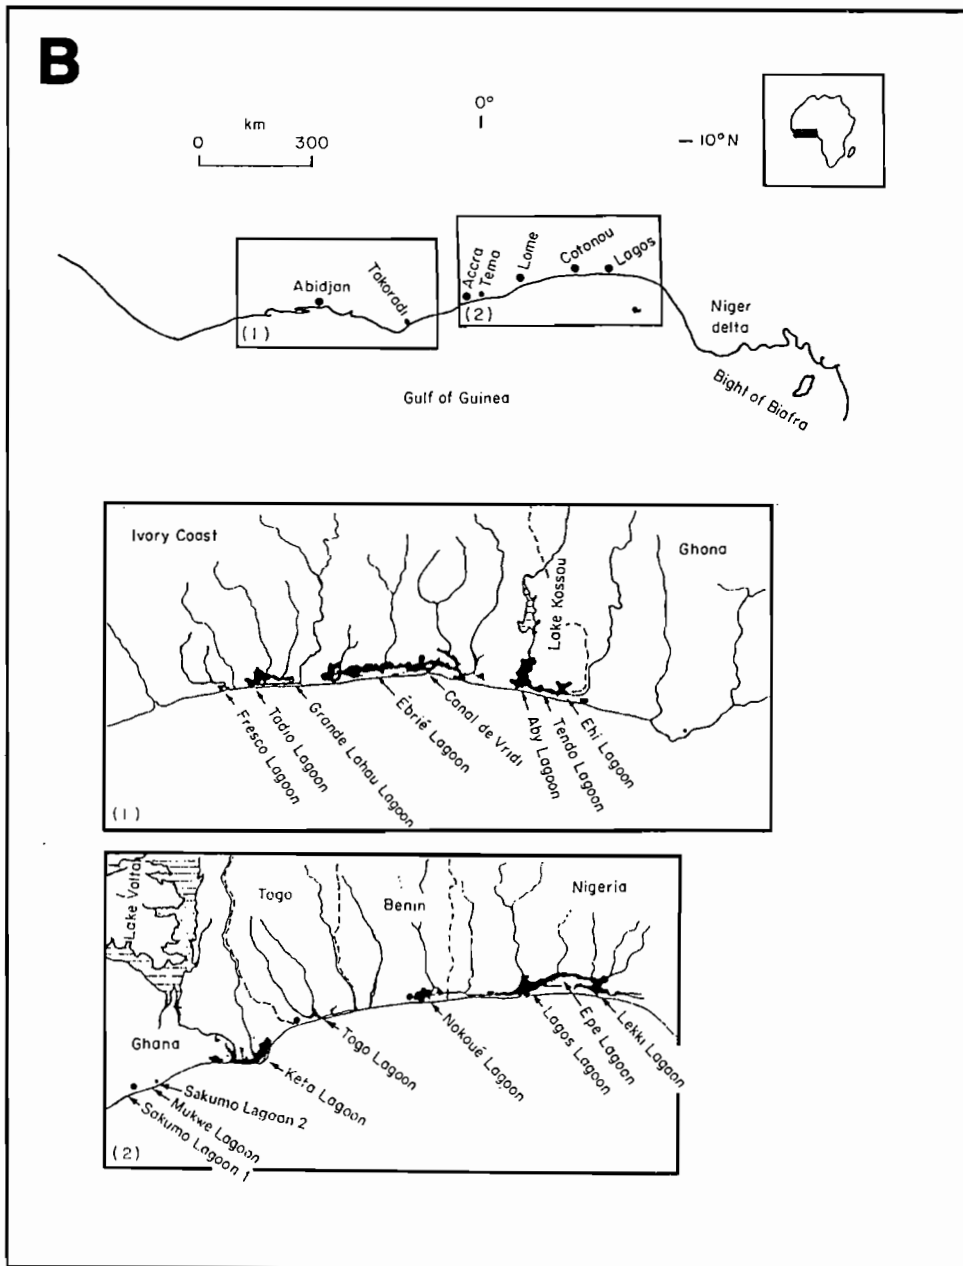 B
km
0 300
0°
10°N
Abidjan
Takoradi
(1)
Accra
Tema
Lome
Cotonou
Lagos
(2)
Niger
delta
Bight of Biafra
Gulf of Guinea
Ivory Coast
Lake Kossou
Ghana
Fresco Lagoon
Tadio Lagoon
Grande Lahau Lagoon
Ébrié Lagoon
Canal de Vridi
Aby Lagoon
Tendo Lagoon
Ehi Lagoon
(1)
Lake Volta
Togo
Benin
Nigeria
Ghana
Sakumo Lagoon 1
Mukwe Lagoon
Sakumo Lagoon 2
Keta Lagoon
Togo Lagoon
Nokoué Lagoon
Lagos Lagoon
Epe Lagoon
Lekki Lagoon
(2)